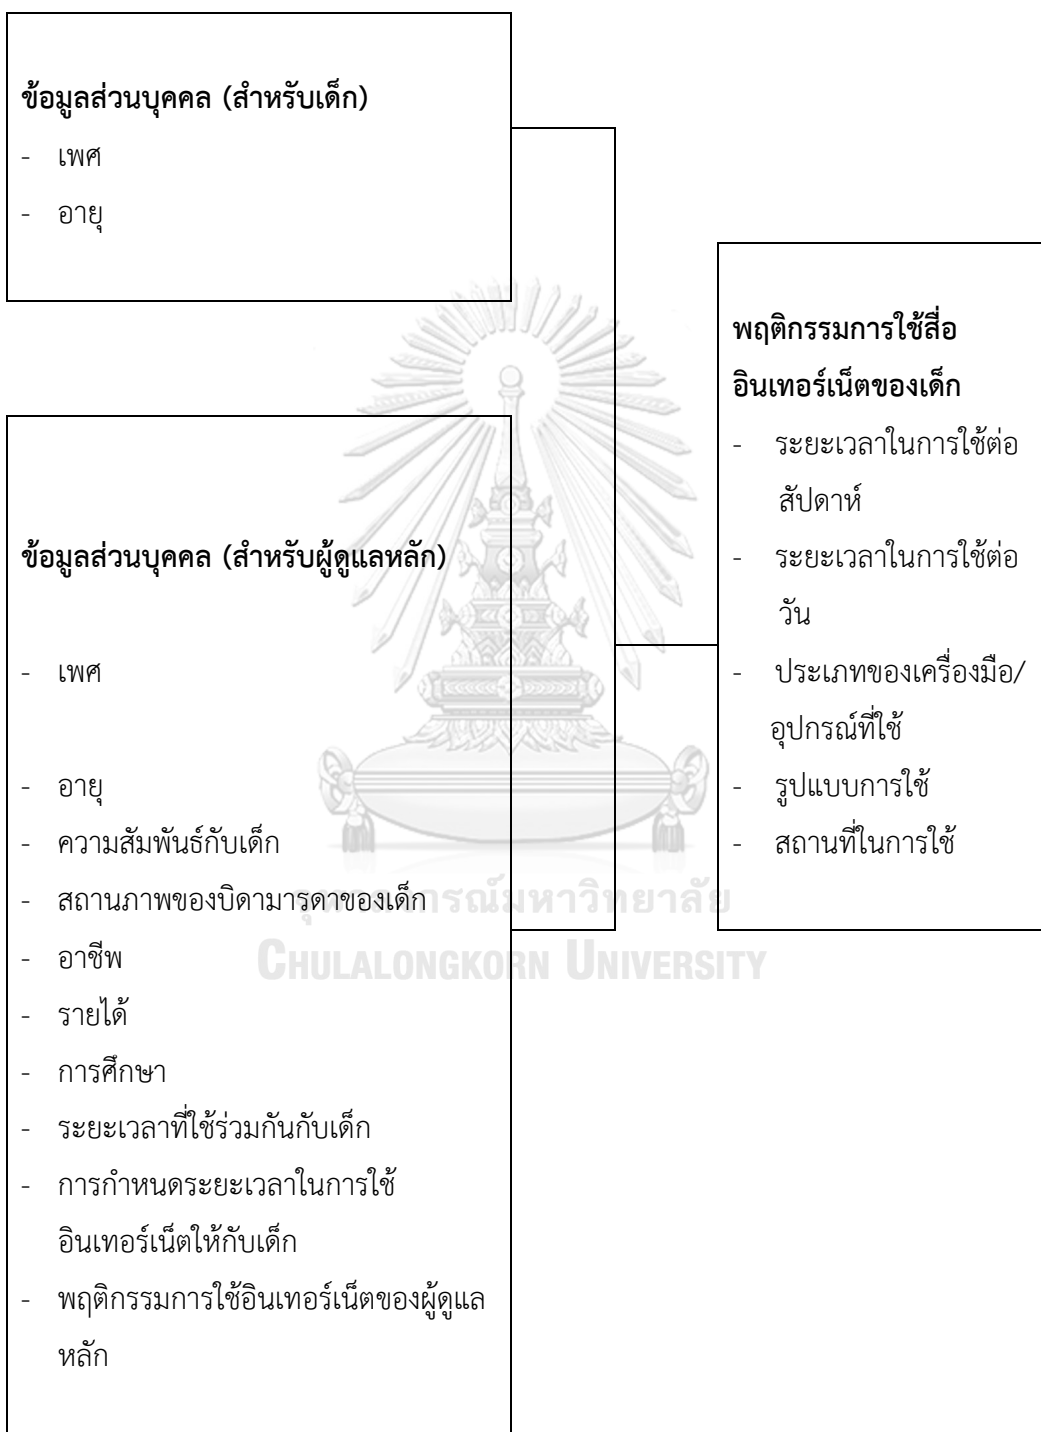 ข้อมูลส่วนบุคคล (สำหรับเด็ก)
- เพศ
- อายุ
ข้อมูลส่วนบุคคล (สำหรับผู้ดูแลหลัก)
- เพศ
- อายุ
- ความสัมพันธ์กับเด็ก
- สถานภาพของบิดามารดาของเด็ก
- อาชีพ
- รายได้
- การศึกษา
- ระยะเวลาที่ใช้ร่วมกันกับเด็ก
- การกำหนดระยะเวลาในการใช้
อินเทอร์เน็ตให้กับเด็ก
- พฤติกรรมการใช้อินเทอร์เน็ตของผู้ดูแล
หลัก
พฤติกรรมการใช้สื่อ
อินเทอร์เน็ตของเด็ก
- ระยะเวลาในการใช้ต่อ
สัปดาห์
- ระยะเวลาในการใช้ต่อ
วัน
- ประเภทของเครื่องมือ/
อุปกรณ์ที่ใช้
- รูปแบบการใช้
- สถานที่ในการใช้
จุฬาลงกรณ์มหาวิทยาลัย
CHULALONGKORN UNIVERSITY